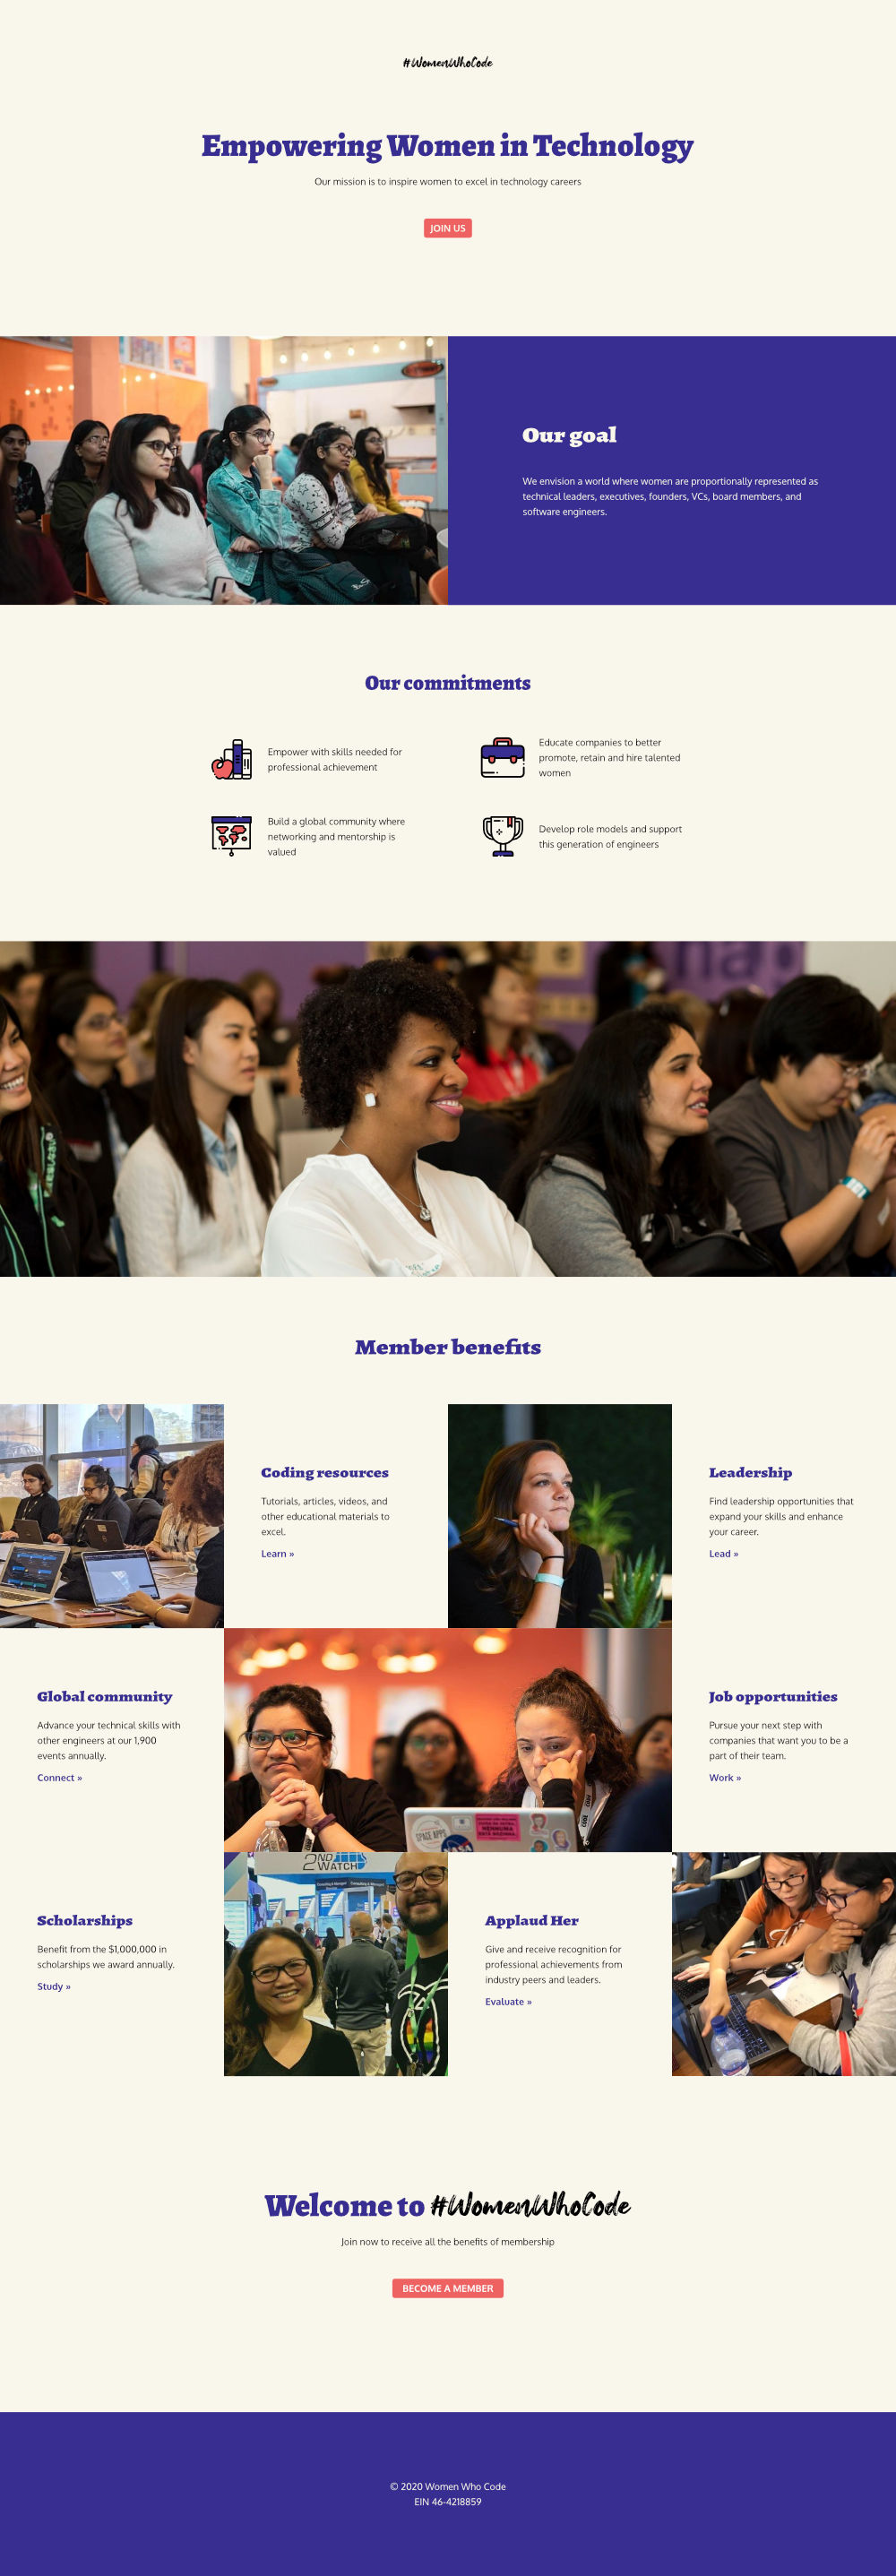 #WomenWhoCode
Empowering Women in Technology
Our mission is to inspire women to excel in technology careers
JOIN US
Our goal
We envision a world where women are proportionally represented as
technical leaders, executives, founders, VCs, board members, and
software engineers.
Our commitments
Empower with skills needed for
professional achievement
Educate companies to better
promote, retain and hire talented
women
Build a global community where
networking and mentorship is
valued
Develop role models and support
this generation of engineers
Member benefits
Coding resources
Tutorials, articles, videos, and
other educational materials to
excel.
Learn »
Leadership
Find leadership opportunities that
expand your skills and enhance
your career.
Lead »
Global community
Advance your technical skills with
other engineers at our 1,900
events annually.
Connect »
SPACE APPS
CODE
Job opportunities
Pursue your next step with
companies that want you to be a
part of their team.
Work »
Scholarships
Benefit from the $1,000,000 in
scholarships we award annually.
Study »
2ND
WATCH
Applaud Her
Give and receive recognition for
professional achievements from
industry peers and leaders.
Evaluate »
Welcome to #WomenWhoCode
Join now to receive all the benefits of membership
BECOME A MEMBER
© 2020 Women Who Code
EIN 46-4218859